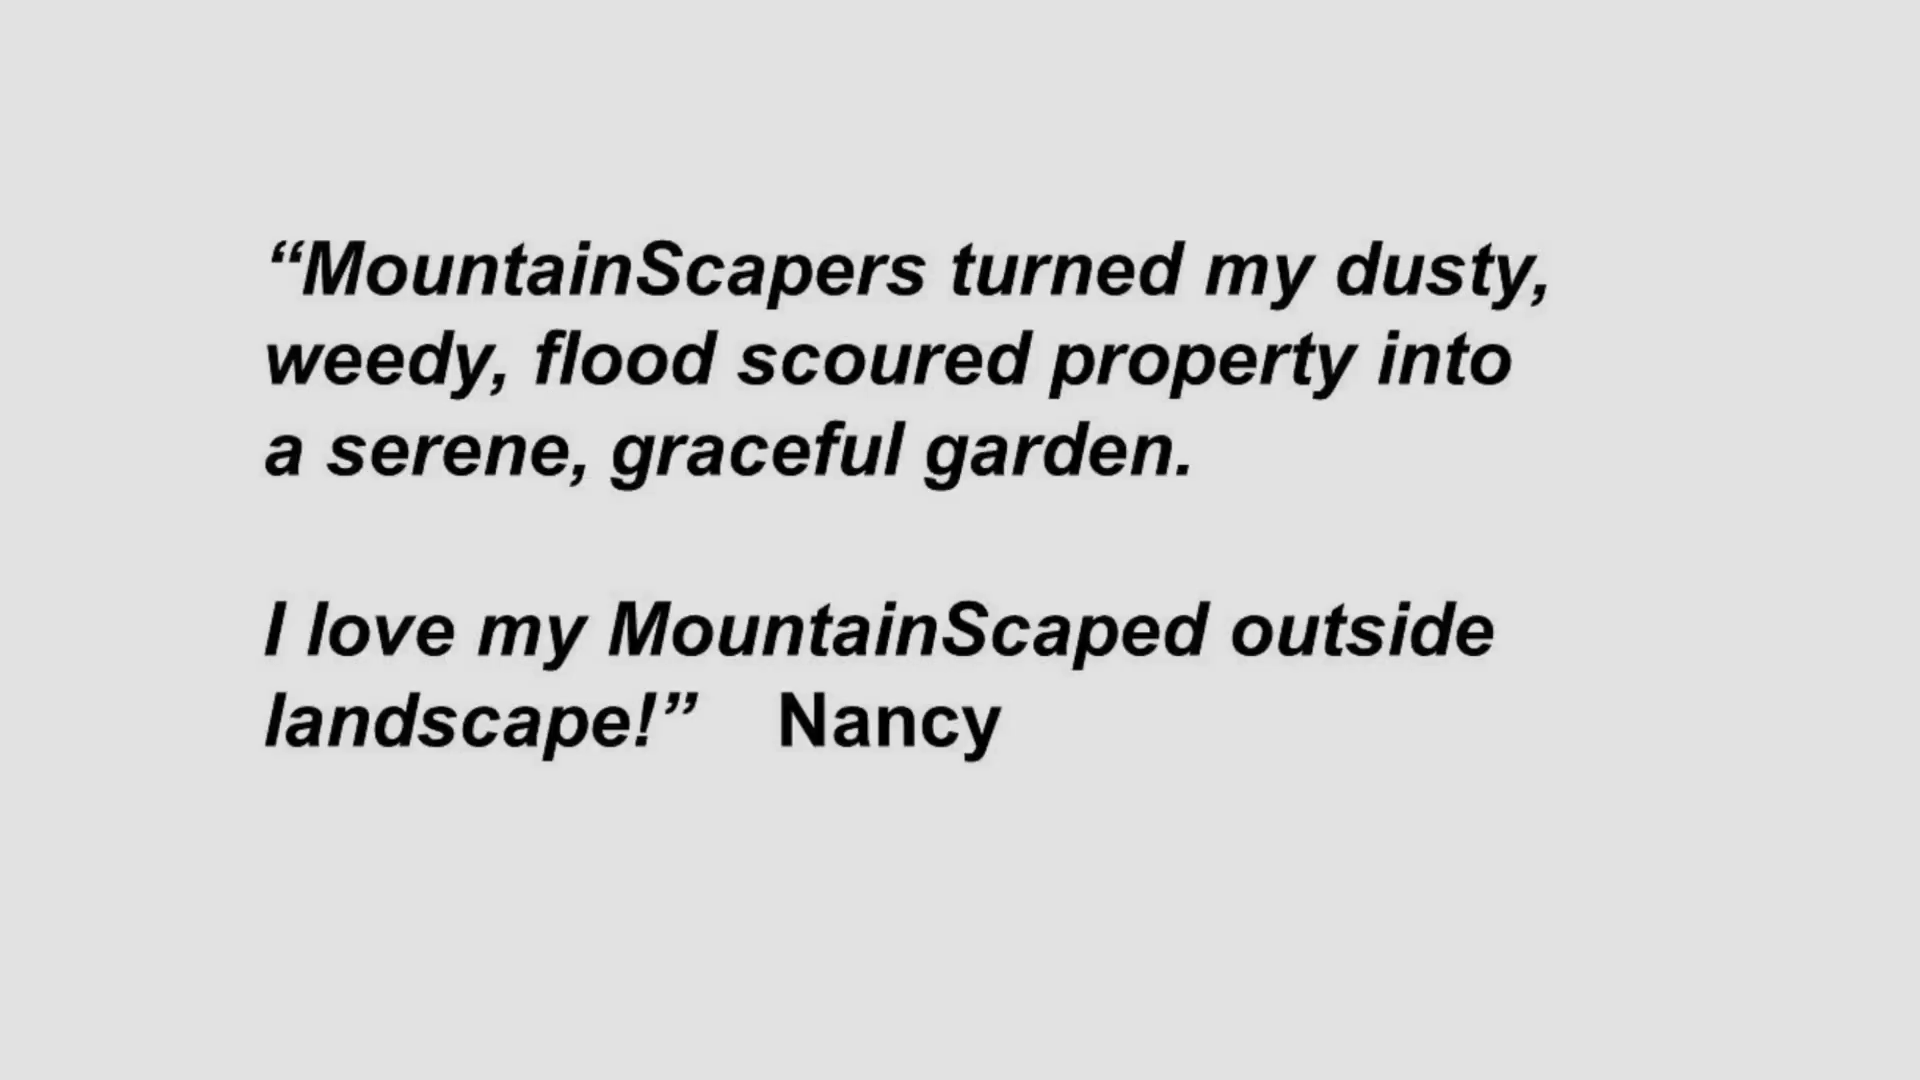 “MountainScapers turned my dusty,
weedy, flood scoured property into
a serene, graceful garden.
I love my MountainScaped outside
landscape!” Nancy